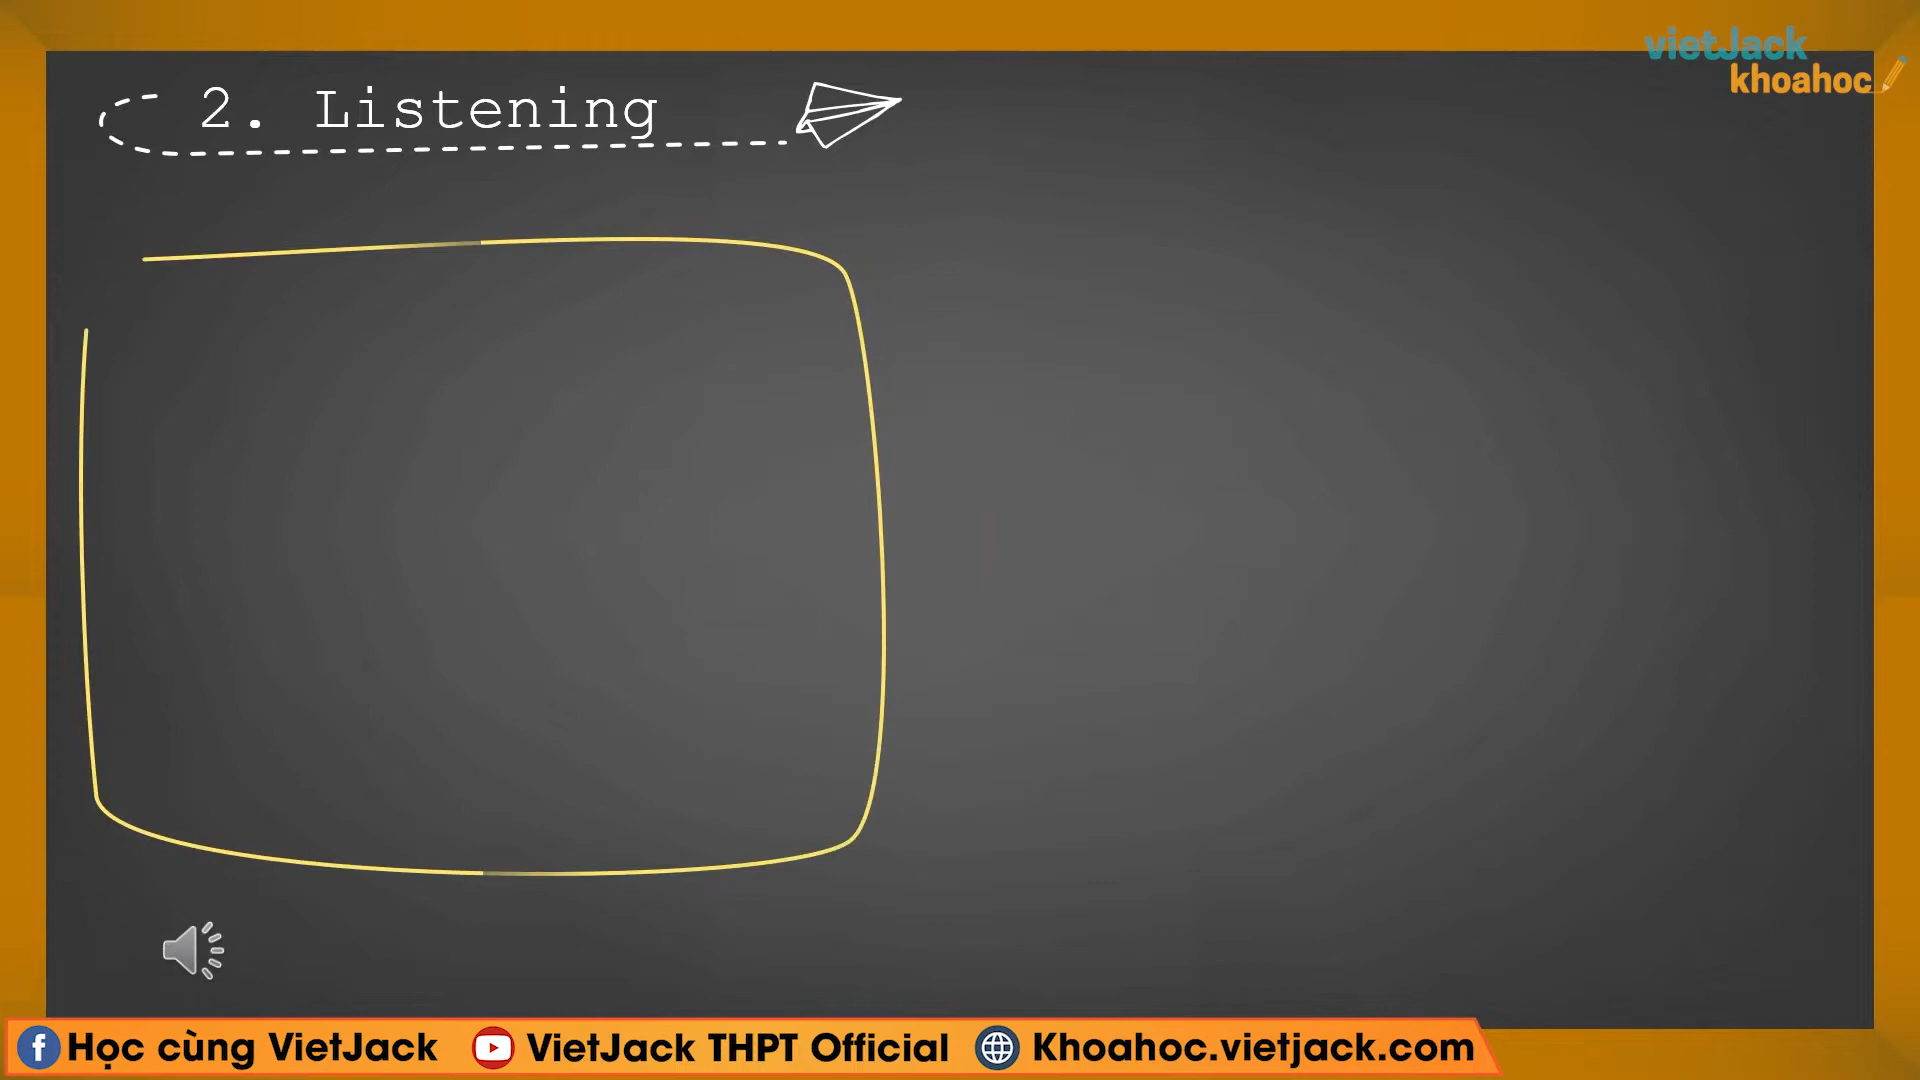 vietJack
khoahoc
2. Listening
Học cùng VietJack
VietJack THPT Official
Khoahoc.vietjack.com